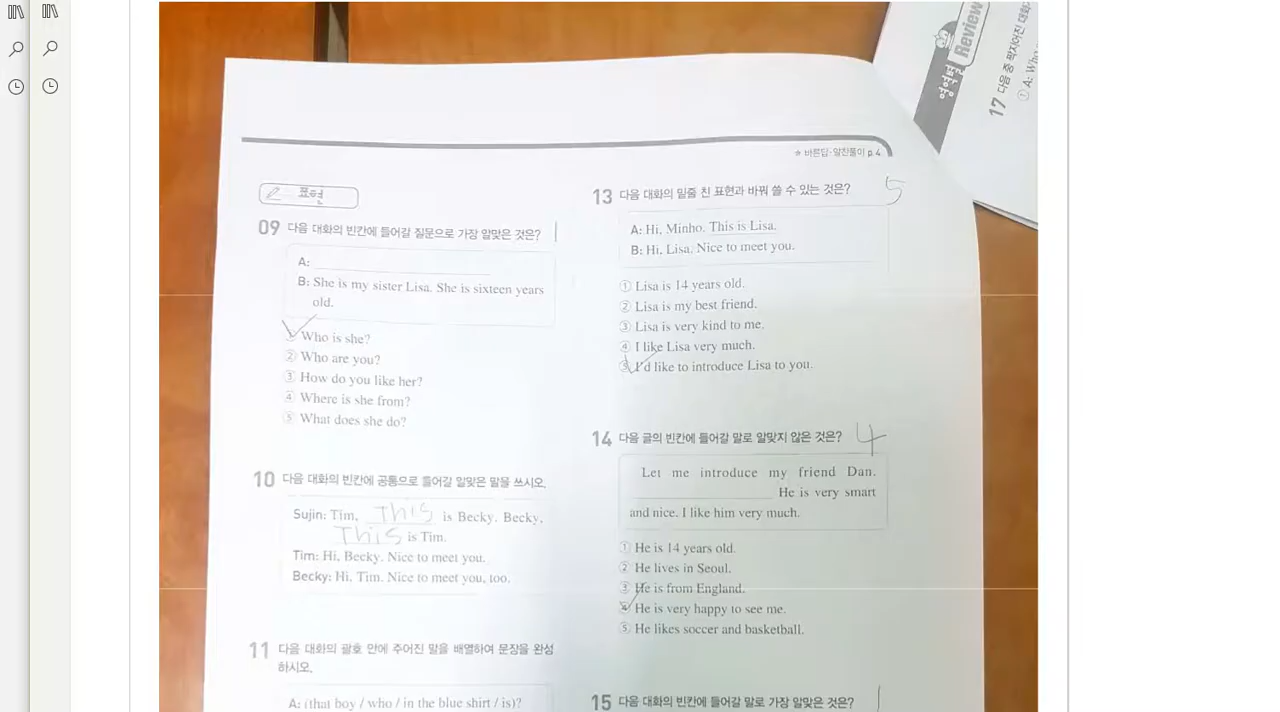 영역별
Review
17 다음 중 짝지어진 대화
① A: Who
바른답·알찬풀이 p.4
표현
09 다음 대화의 빈칸에 들어갈 질문으로 가장 알맞은 것은? 1
A:
B: She is my sister Lisa. She is sixteen years
old.
① Who is she?
② Who are you?
③ How do you like her?
④ Where is she from?
⑤ What does she do?
10 다음 대화의 빈칸에 공통으로 들어갈 알맞은 말을 쓰시오.
Sujin: Tim, This is Becky. Becky,
This is Tim.
Tim: Hi, Becky. Nice to meet you.
Becky: Hi, Tim. Nice to meet you, too.
11 다음 대화의 괄호 안에 주어진 말을 배열하여 문장을 완성
하시오.
A: (that boy / who / in the blue shirt / is)?
13 다음 대화의 밑줄 친 표현과 바꿔 쓸 수 있는 것은? 5
A: Hi, Minho. This is Lisa.
B: Hi, Lisa. Nice to meet you.
① Lisa is 14 years old.
② Lisa is my best friend.
③ Lisa is very kind to me.
④ I like Lisa very much.
⑤ I'd like to introduce Lisa to you.
14 다음 글의 빈칸에 들어갈 말로 알맞지 않은 것은? 4
Let me introduce my friend Dan.
He is very smart
and nice. I like him very much.
① He is 14 years old.
② He lives in Seoul.
③ He is from England.
④ He is very happy to see me.
⑤ He likes soccer and basketball.
15 다음 대화의 빈칸에 들어갈 말로 가장 알맞은 것은? 1